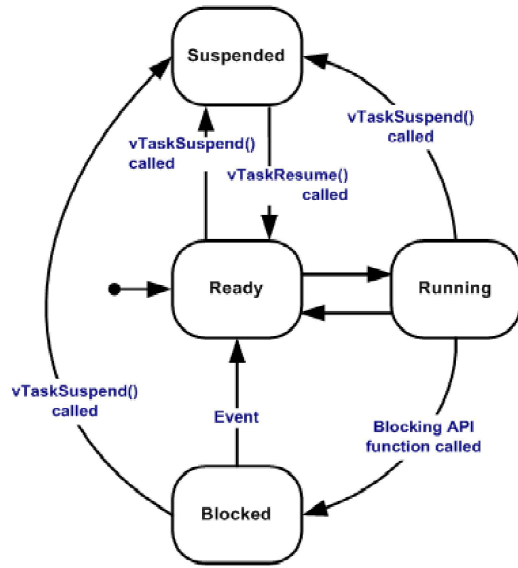 Suspended
vTaskSuspend()
called
vTaskSuspend()
called
vTaskResume()
called
Ready
Running
vTaskSuspend()
called
Event
Blocking API
function called
Blocked